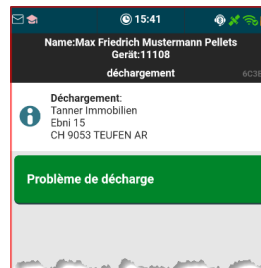 15:41
Name:Max Friedrich Mustermann Pellets
Gerät:11108
déchargement
6C3E
Déchargement:
Tanner Immobilien
Ebni 15
CH 9053 TEUFEN AR
Problème de décharge